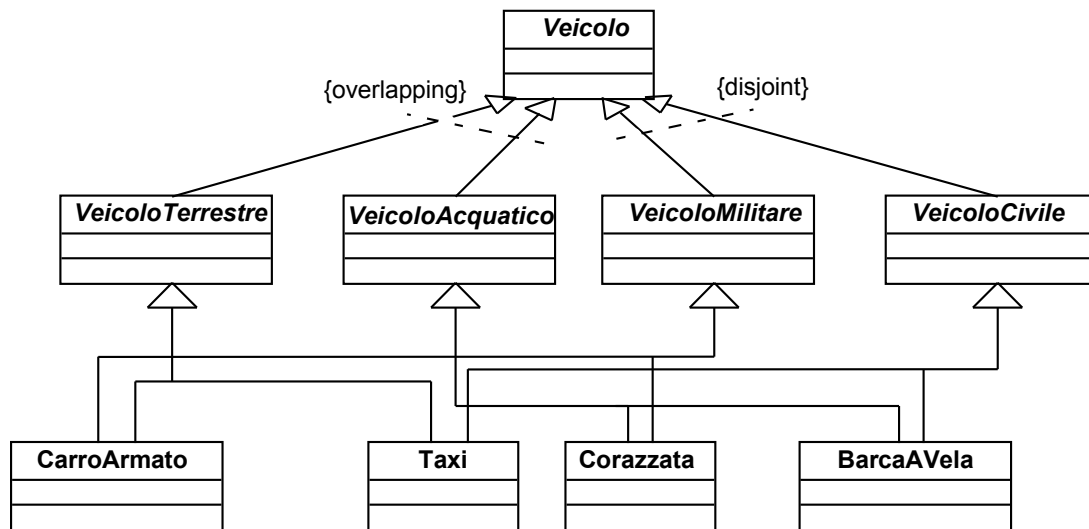 Veicolo
{overlapping}
{disjoint}
VeicoloTerrestre
VeicoloAcquatico
VeicoloMilitare
VeicoloCivile
CarroArmato
Taxi
Corazzata
BarcaAVela